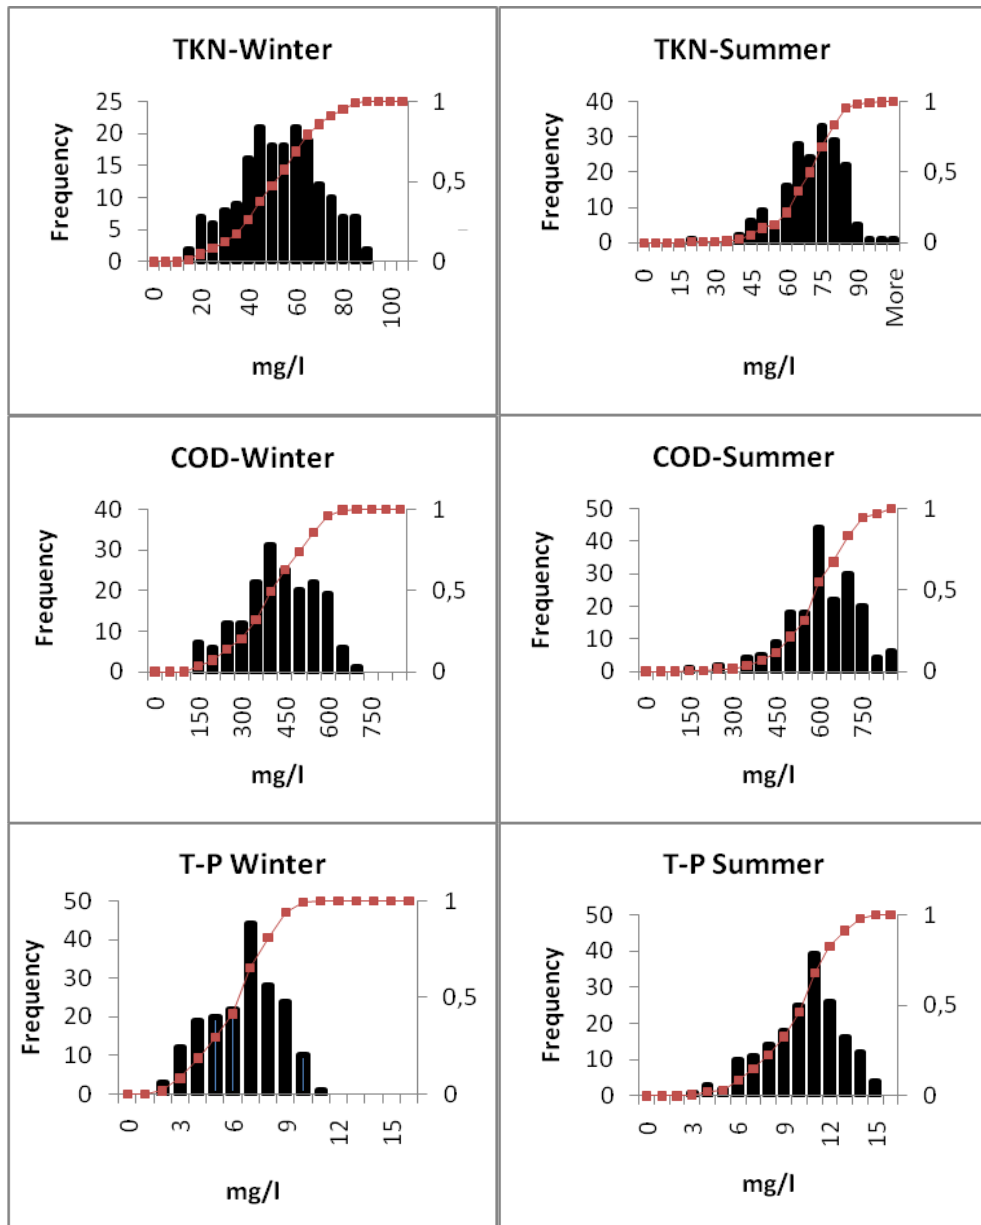 TKN-Winter
Frequency
25
20
15
10
5
0
1
0,5
0
0 20 40 60 80 100
mg/l
TKN-Summer
Frequency
40
30
20
10
0
1
0,5
0
0 15 30 45 60 75 90 More
mg/l
COD-Winter
Frequency
40
30
20
10
0
1
0,5
0
0 150 300 450 600 750
mg/l
COD-Summer
Frequency
50
40
30
20
10
0
1
0,5
0
0 150 300 450 600 750
mg/l
T-P Winter
Frequency
50
40
30
20
10
0
1
0,5
0
0 3 6 9 12 15
mg/l
T-P Summer
Frequency
50
40
30
20
10
0
1
0,5
0
0 3 6 9 12 15
mg/l